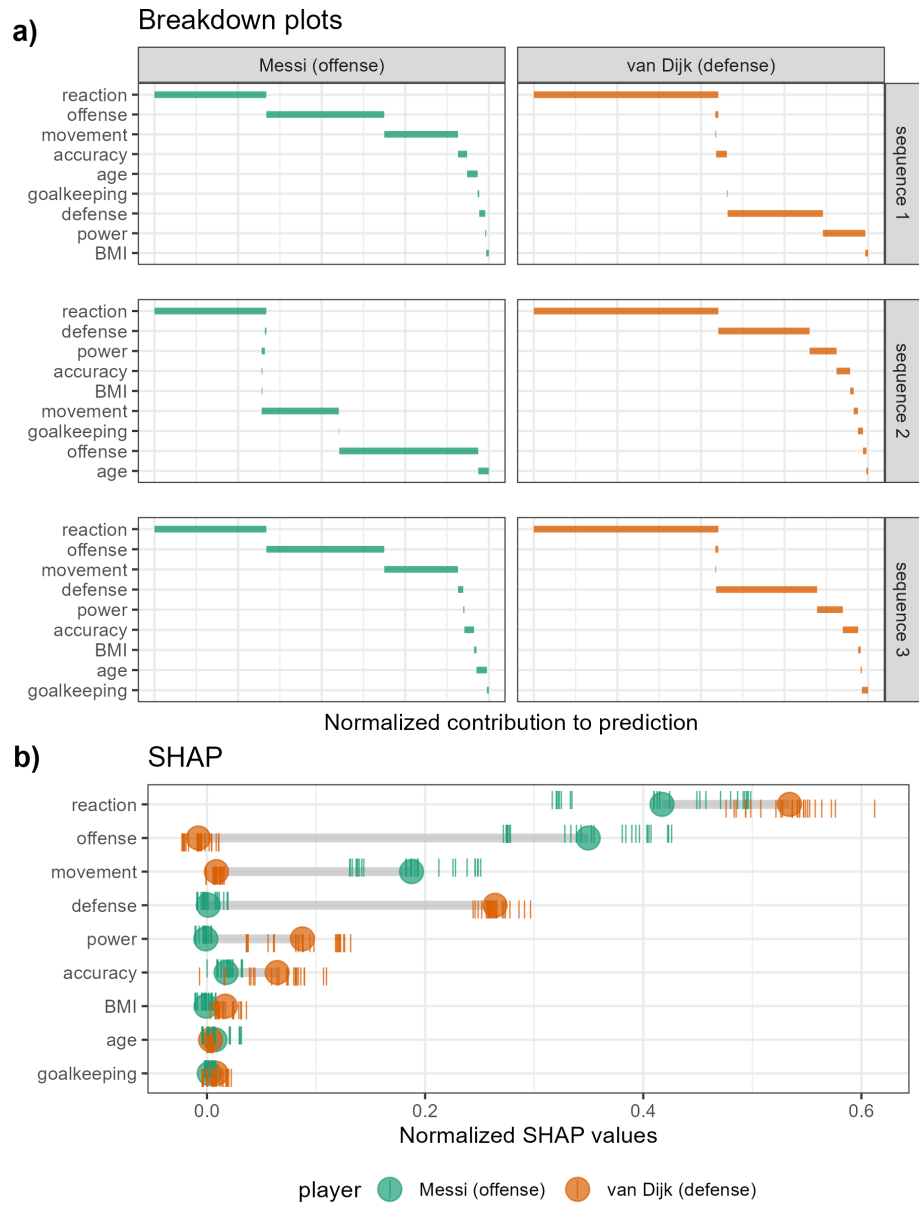 a)
Breakdown plots
Messi (offense)
van Dijk (defense)
reaction
offense
movement
accuracy
age
goalkeeping
defense
power
BMI
sequence 1
reaction
defense
power
accuracy
BMI
movement
goalkeeping
offense
age
sequence 2
reaction
offense
movement
defense
power
accuracy
BMI
age
goalkeeping
sequence 3
Normalized contribution to prediction
b)
SHAP
reaction
offense
movement
defense
power
accuracy
BMI
age
goalkeeping
0.0 0.2 0.4 0.6
Normalized SHAP values
player Messi (offense) van Dijk (defense)